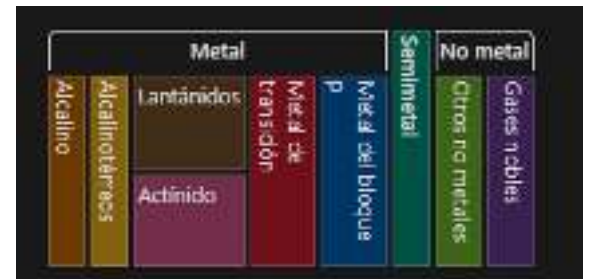 Metal
Semimetal
No metal
Alcalino
Alcalinotérreos
Lantánidos
Actínido
Metal de
transición
Metal del bloque
p
Otros no metales
Gases nobles